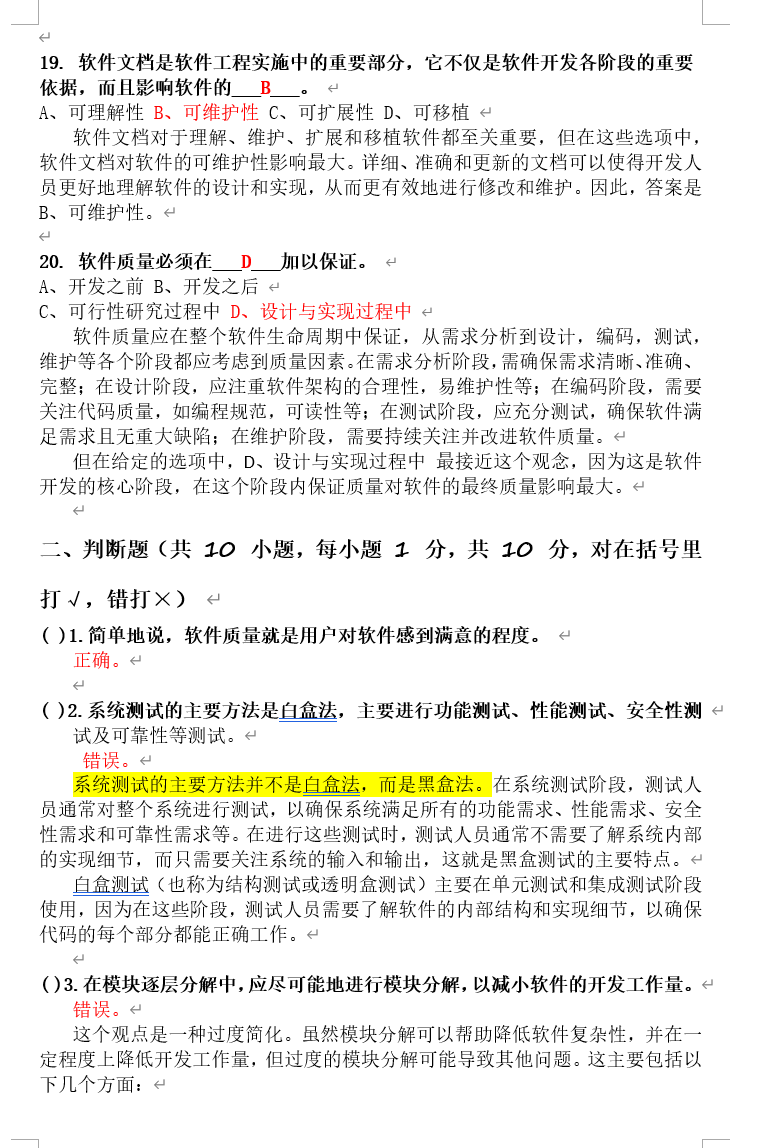 19. 软件文档是软件工程实施中的重要部分，它不仅是软件开发各阶段的重要
依据，而且影响软件的___B___。
A、可理解性 B、可维护性 C、可扩展性 D、可移植
软件文档对于理解、维护、扩展和移植软件都至关重要，但在这些选项中，
软件文档对软件的可维护性影响最大。详细、准确和更新的文档可以使得开发人
员更好地理解软件的设计和实现，从而更有效地进行修改和维护。因此，答案是
B、可维护性。
20. 软件质量必须在___D___加以保证。
A、开发之前 B、开发之后
C、可行性研究过程中 D、设计与实现过程中
软件质量应在整个软件生命周期中保证，从需求分析到设计，编码，测试，
维护等各个阶段都应考虑到质量因素。在需求分析阶段，需确保需求清晰、准确、
完整；在设计阶段，应注重软件架构的合理性，易维护性等；在编码阶段，需要
关注代码质量，如编程规范，可读性等；在测试阶段，应充分测试，确保软件满
足需求且无重大缺陷；在维护阶段，需要持续关注并改进软件质量。
但在给定的选项中，D、设计与实现过程中 最接近这个观念，因为这是软件
开发的核心阶段，在这个阶段内保证质量对软件的最终质量影响最大。
二、判断题（共 10 小题，每小题 1 分，共 10 分，对在括号里
打√，错打×）
( )1.简单地说，软件质量就是用户对软件感到满意的程度。
正确。
( )2.系统测试的主要方法是白盒法，主要进行功能测试、性能测试、安全性测
试及可靠性等测试。
错误。
系统测试的主要方法并不是白盒法，而是黑盒法。在系统测试阶段，测试人
员通常对整个系统进行测试，以确保系统满足所有的功能需求、性能需求、安全
性需求和可靠性需求等。在进行这些测试时，测试人员通常不需要了解系统内部
的实现细节，而只需要关注系统的输入和输出，这就是黑盒测试的主要特点。
白盒测试（也称为结构测试或透明盒测试）主要在单元测试和集成测试阶段
使用，因为在这些阶段，测试人员需要了解软件的内部结构和实现细节，以确保
代码的每个部分都能正确工作。
( )3.在模块逐层分解中，应尽可能地进行模块分解，以减小软件的开发工作量。
错误。
这个观点是一种过度简化。虽然模块分解可以帮助降低软件复杂性，并在一
定程度上降低开发工作量，但过度的模块分解可能导致其他问题。这主要包括以
下几个方面：